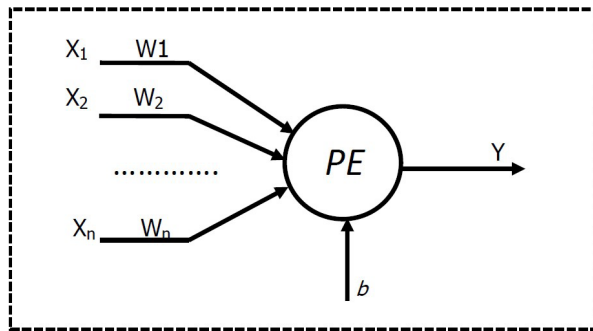 X₁ W1
X₂ W₂
PE
Y
.............
Xₙ Wₙ
b